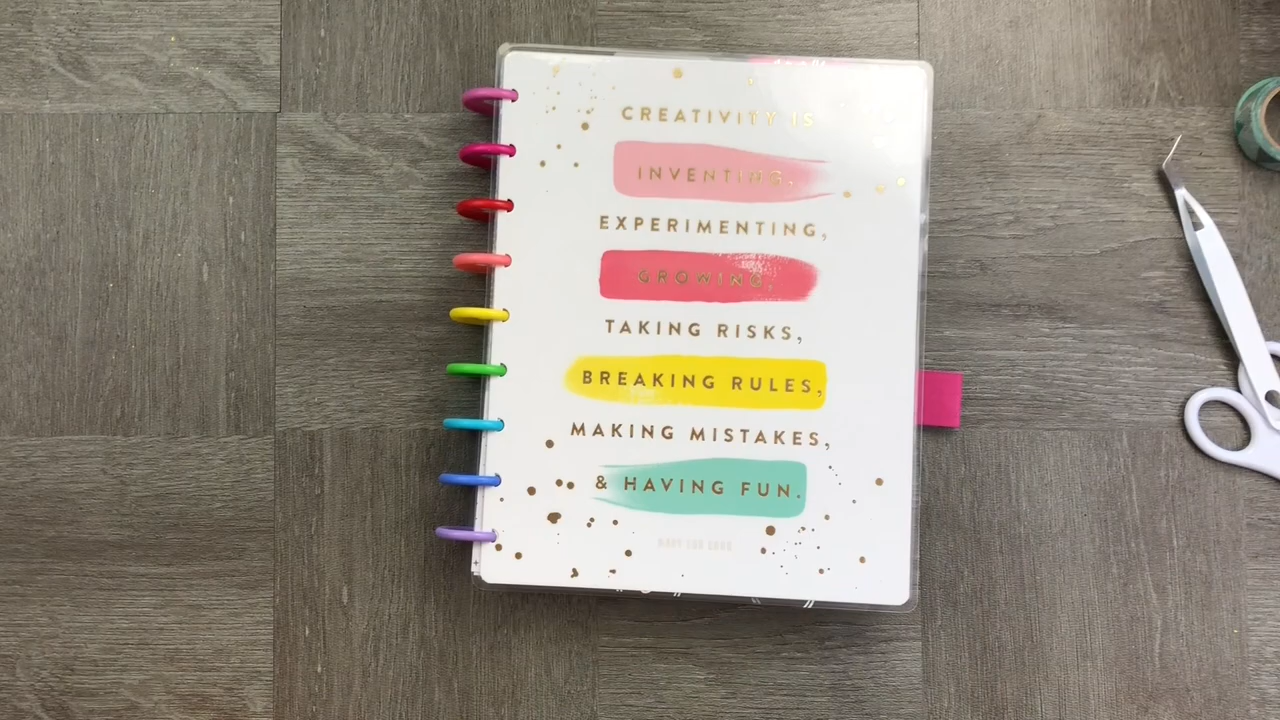 CREATIVITY IS
INVENTING,
EXPERIMENTING,
GROWING,
TAKING RISKS,
BREAKING RULES,
MAKING MISTAKES,
& HAVING FUN.